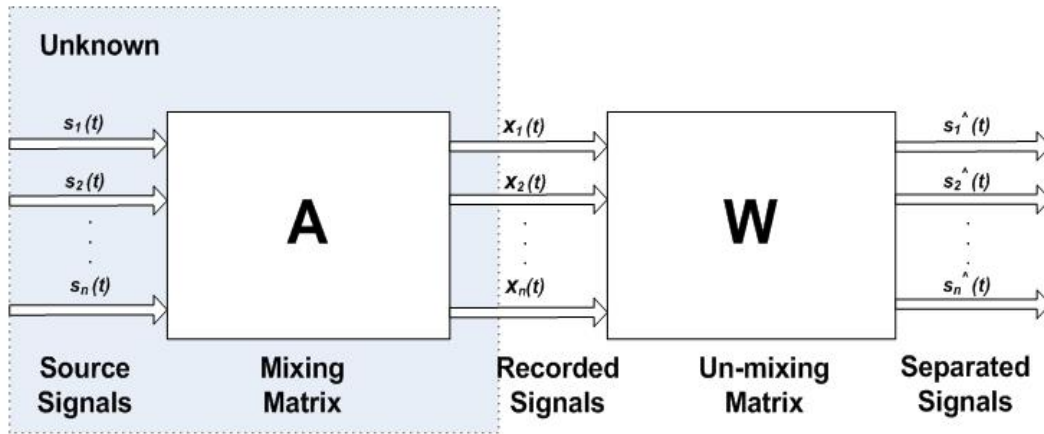 Unknown
s1(t) x1(t) s1^(t)
s2(t) x2(t) s2^(t)
. . .
. A . W .
. . .
sn(t) xn(t) sn^(t)
Source Mixing Recorded Un-mixing Separated
Signals Matrix Signals Matrix Signals